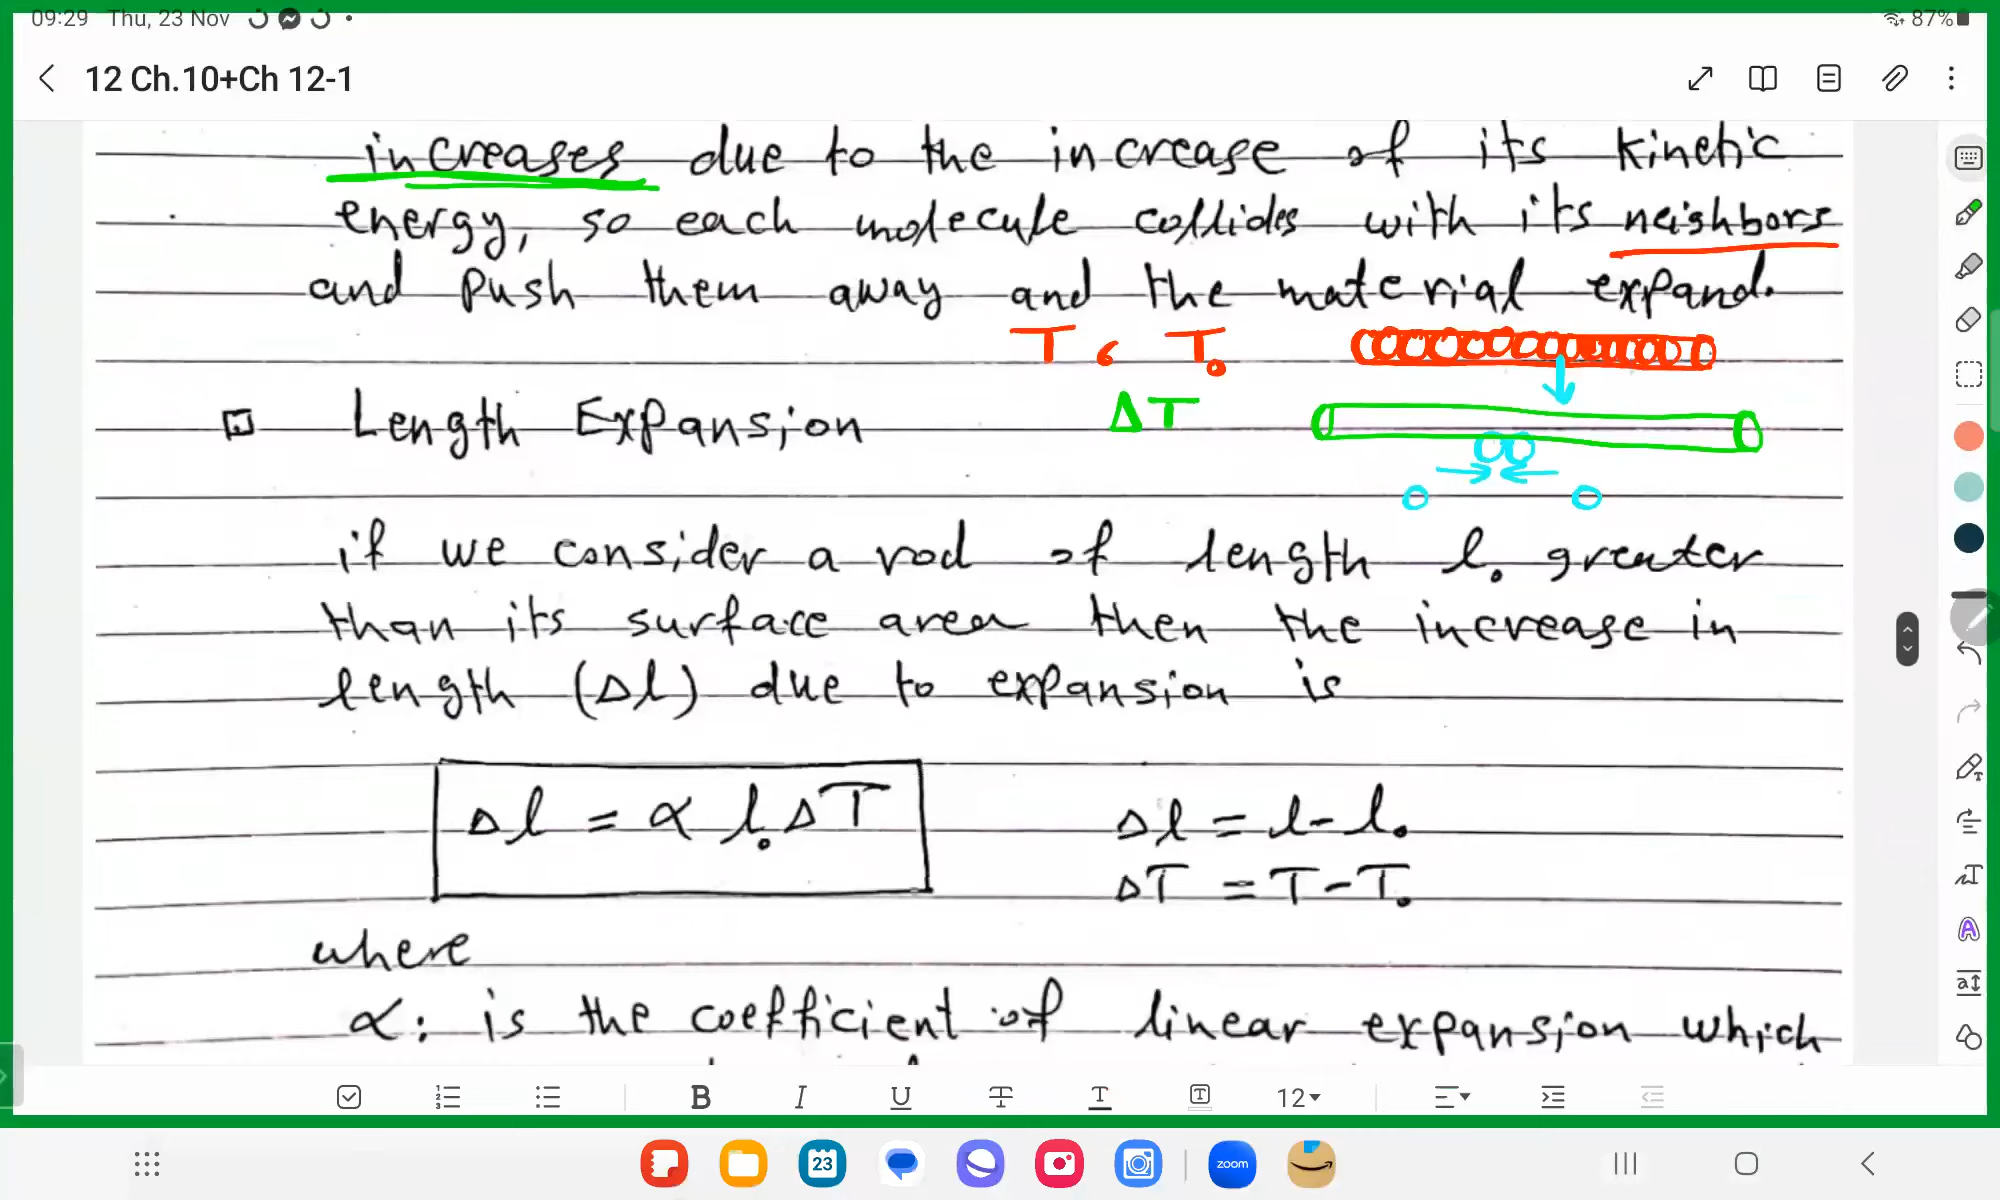 09:29 Thu, 23 Nov
87%
12 Ch.10+Ch 12-1
increases due to the increase of its kinetic
energy, so each molecule collides with its neighbors
and push them away and the material expand.
T , T₀
ΔT
Length Expansion
if we consider a rod of length l₀ greater
than its surface area then the increase in
length (Δl) due to expansion is
Δl = α l₀ ΔT
Δl = l - l₀
ΔT = T - T₀
where
α: is the coefficient of linear expansion which
B I U T T T 12
23
zoom